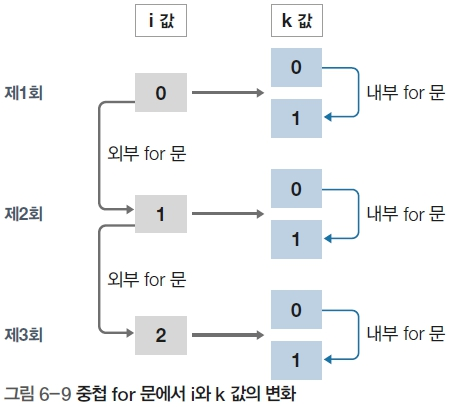 i 값 k 값
제1회 0 0 내부 for 문
1
외부 for 문
제2회 1 0 내부 for 문
1
외부 for 문
제3회 2 0 내부 for 문
1
그림 6-9 중첩 for 문에서 i와 k 값의 변화